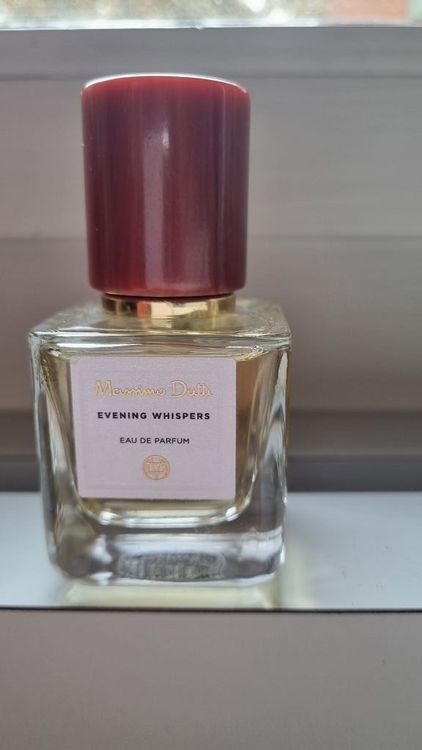 Massimo Dutti
EVENING WHISPERS
EAU DE PARFUM